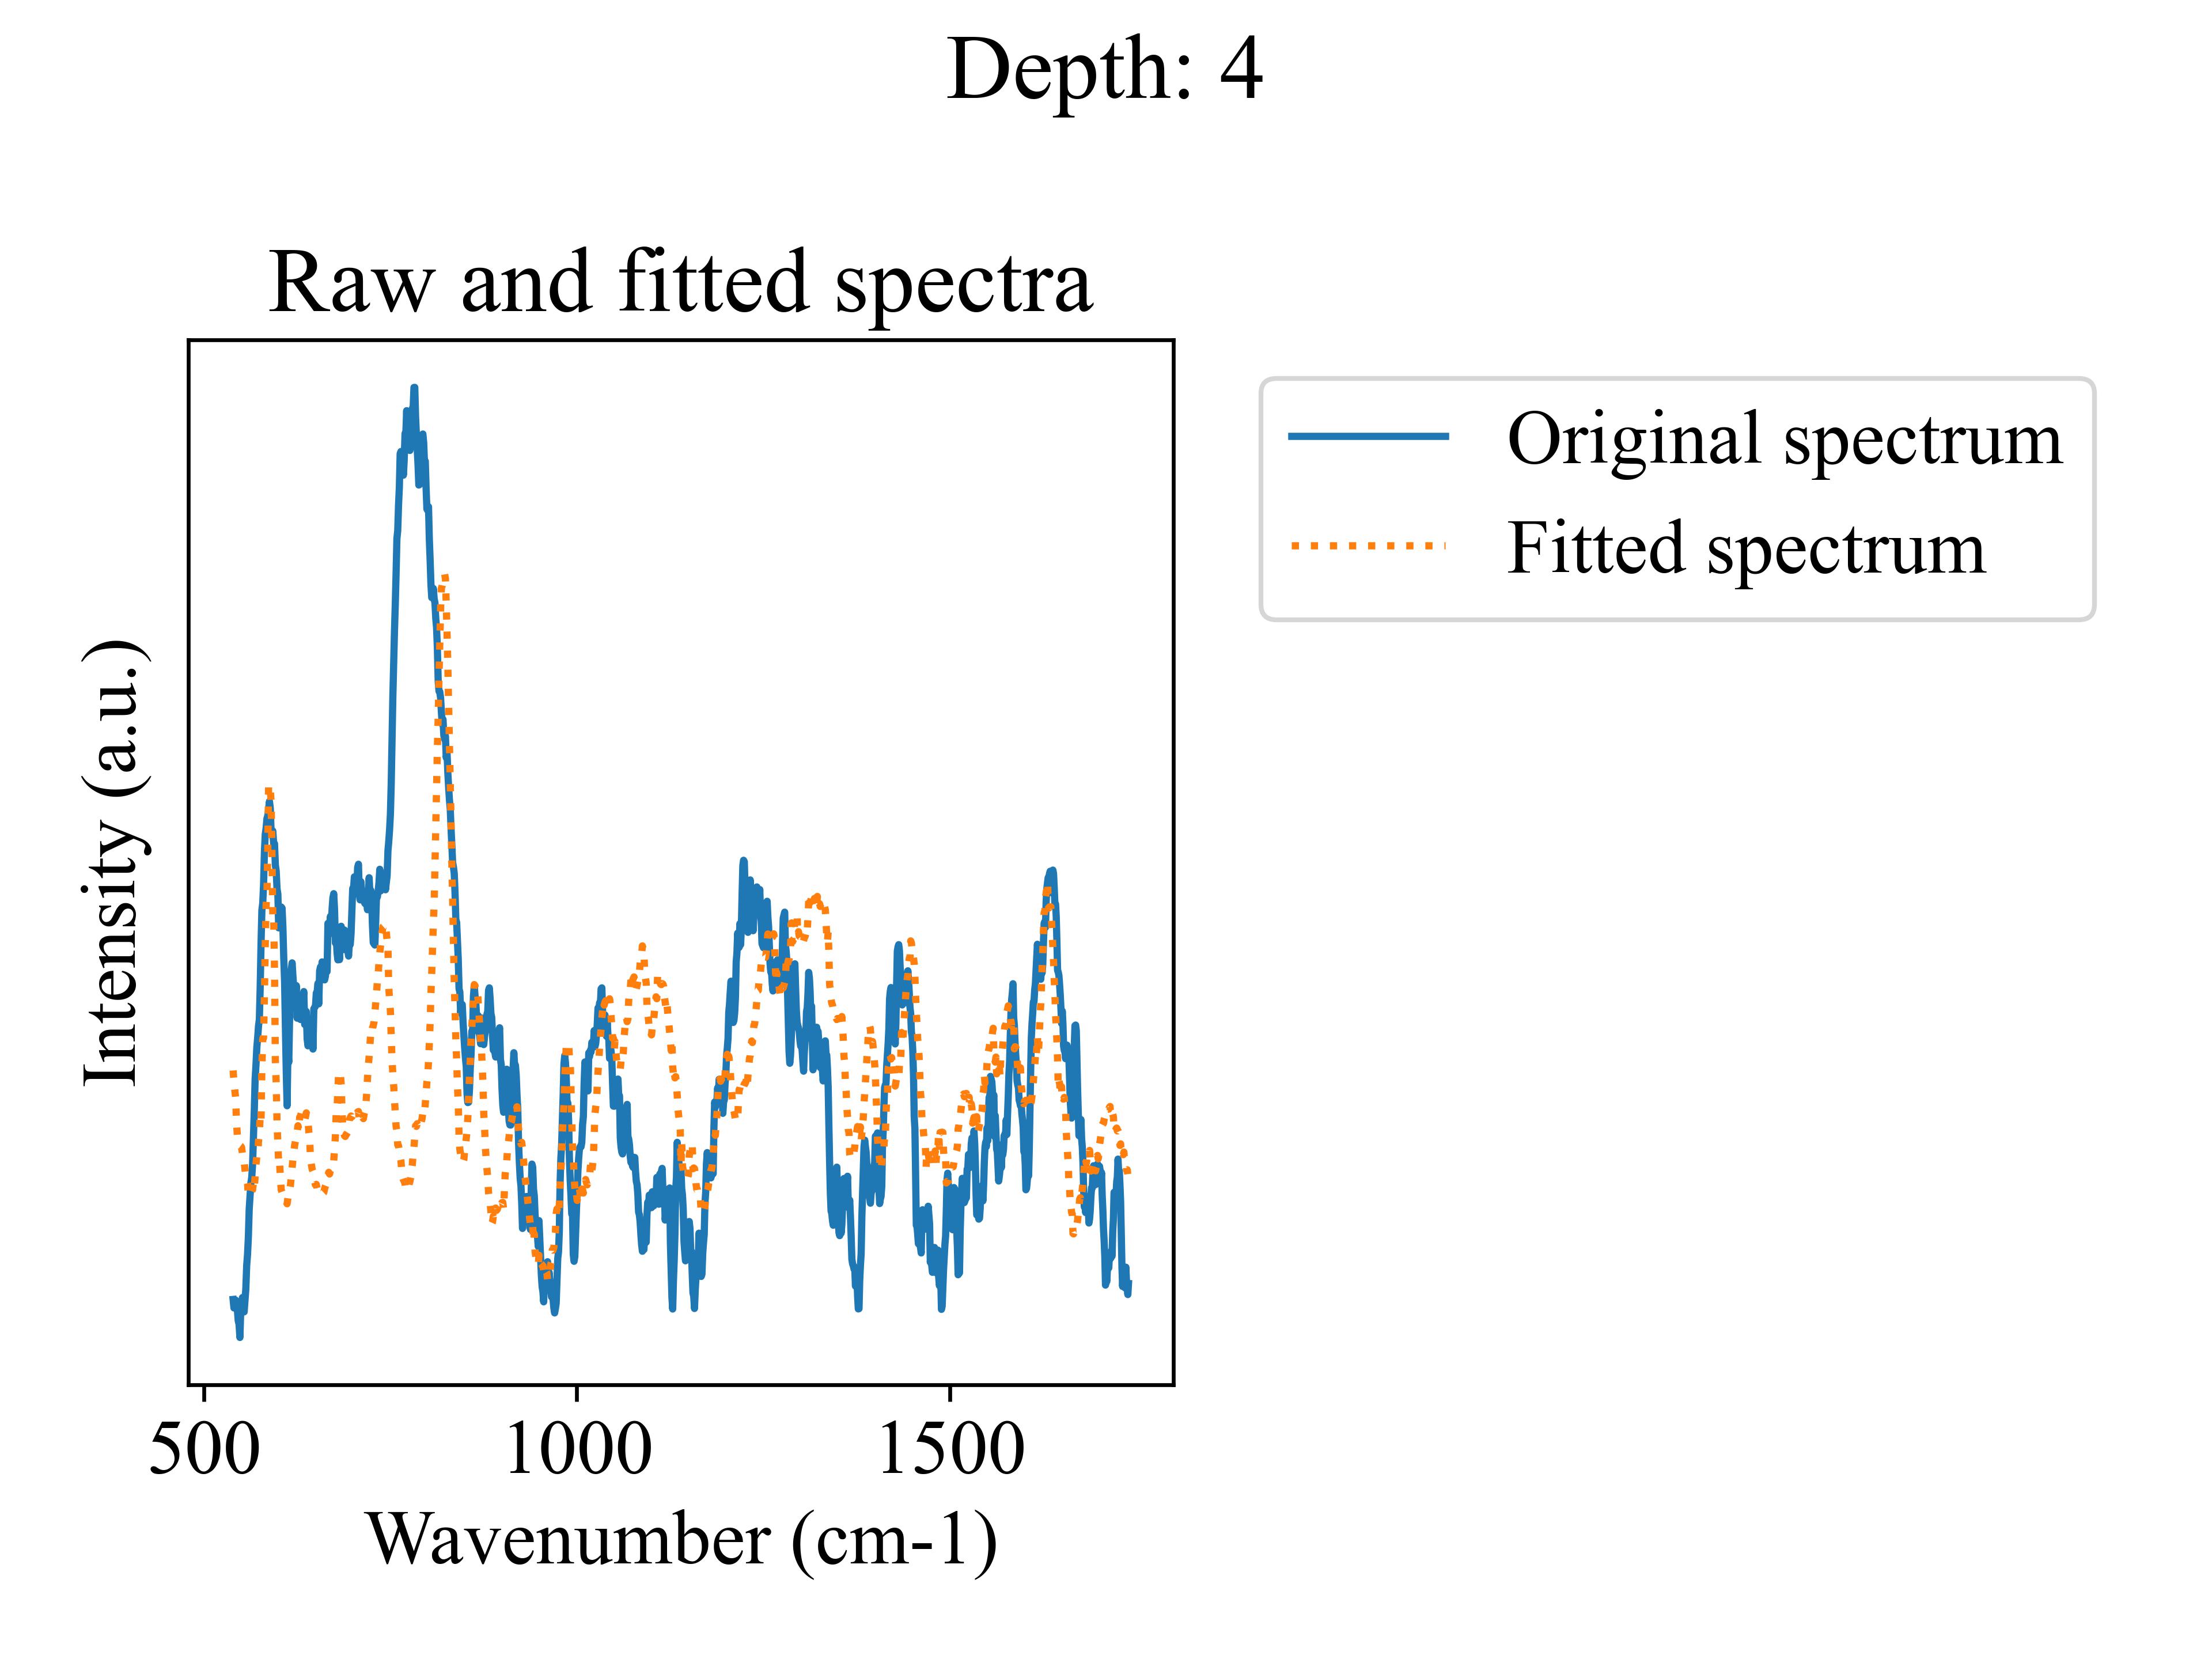 Depth: 4
Raw and fitted spectra
Original spectrum
Fitted spectrum
Intensity (a.u.)
500 1000 1500
Wavenumber (cm-1)